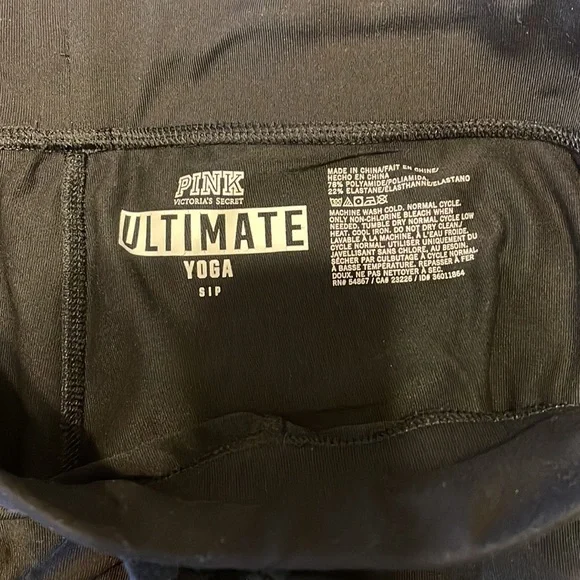 PINK
VICTORIA'S SECRET
ULTIMATE
YOGA
S I P
MADE IN CHINA/FAIT EN CHINE/
HECHO EN CHINA
78% POLYAMIDE/POLIAMIDA
22% ELASTANE/ÉLASTHANNE/ELASTANO
MACHINE WASH COLD. NORMAL CYCLE.
ONLY NON-CHLORINE BLEACH WHEN
NEEDED. TUMBLE DRY NORMAL CYCLE LOW
HEAT. COOL IRON. DO NOT DRY CLEAN./
LAVABLE À LA MACHINE À L'EAU FROIDE.
CYCLE NORMAL. UTILISER UNIQUEMENT DU
JAVELLISANT SANS CHLORE, AU BESOIN.
SÉCHER PAR CULBUTAGE À CYCLE NORMAL
À BASSE TEMPÉRATURE. REPASSER À FER
DOUX. NE PAS NETTOYER À SEC.
RN# 54867 / CA# 23226 / ID# 36011864